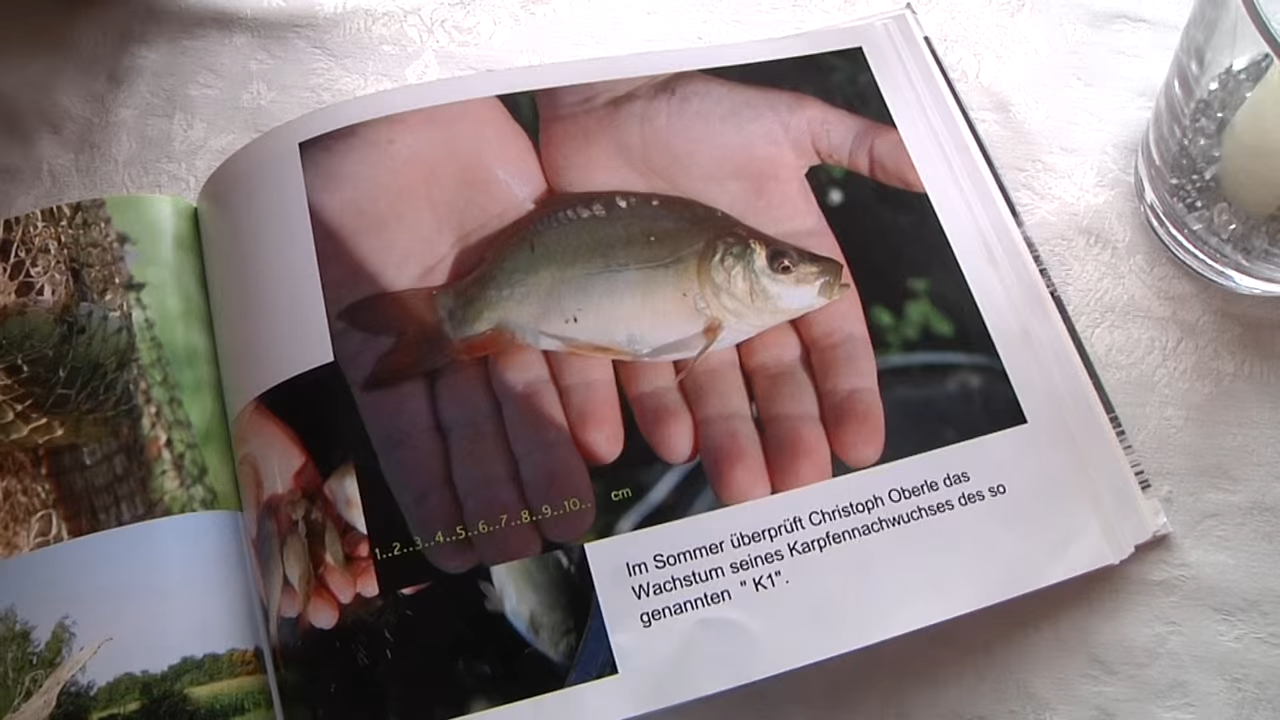 1..2..3..4..5..6..7..8..9..10.. cm
Im Sommer überprüft Christoph Oberle das
Wachstum seines Karpfennachwuchses des so
genannten " K1".